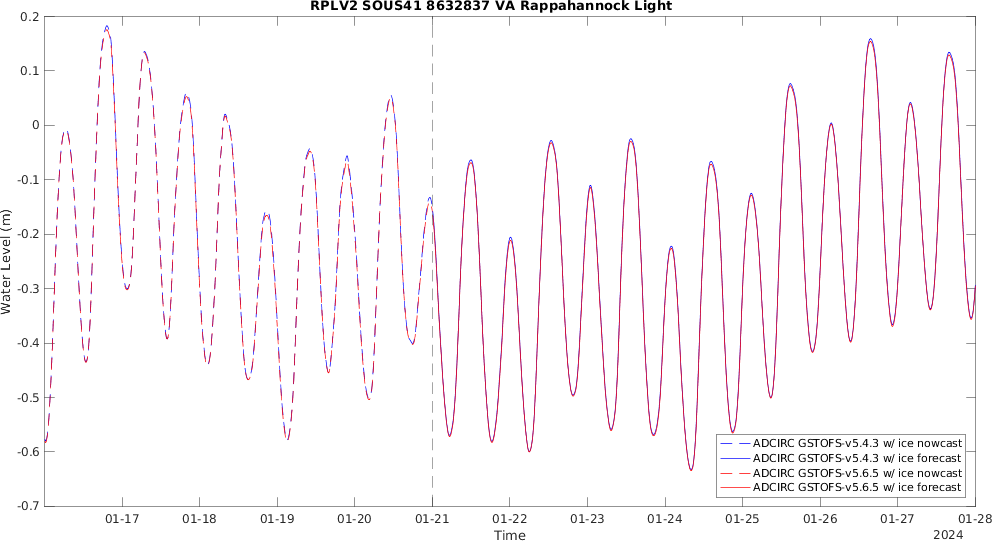 RPLV2 SOUS41 8632837 VA Rappahannock Light
0.2
0.1
0
-0.1
-0.2
-0.3
-0.4
-0.5
-0.6
-0.7
Water Level (m)
ADCIRC GSTOFS-v5.4.3 w/ ice nowcast
ADCIRC GSTOFS-v5.4.3 w/ ice forecast
ADCIRC GSTOFS-v5.6.5 w/ ice nowcast
ADCIRC GSTOFS-v5.6.5 w/ ice forecast
01-17 01-18 01-19 01-20 01-21 01-22 01-23 01-24 01-25 01-26 01-27 01-28
Time
2024